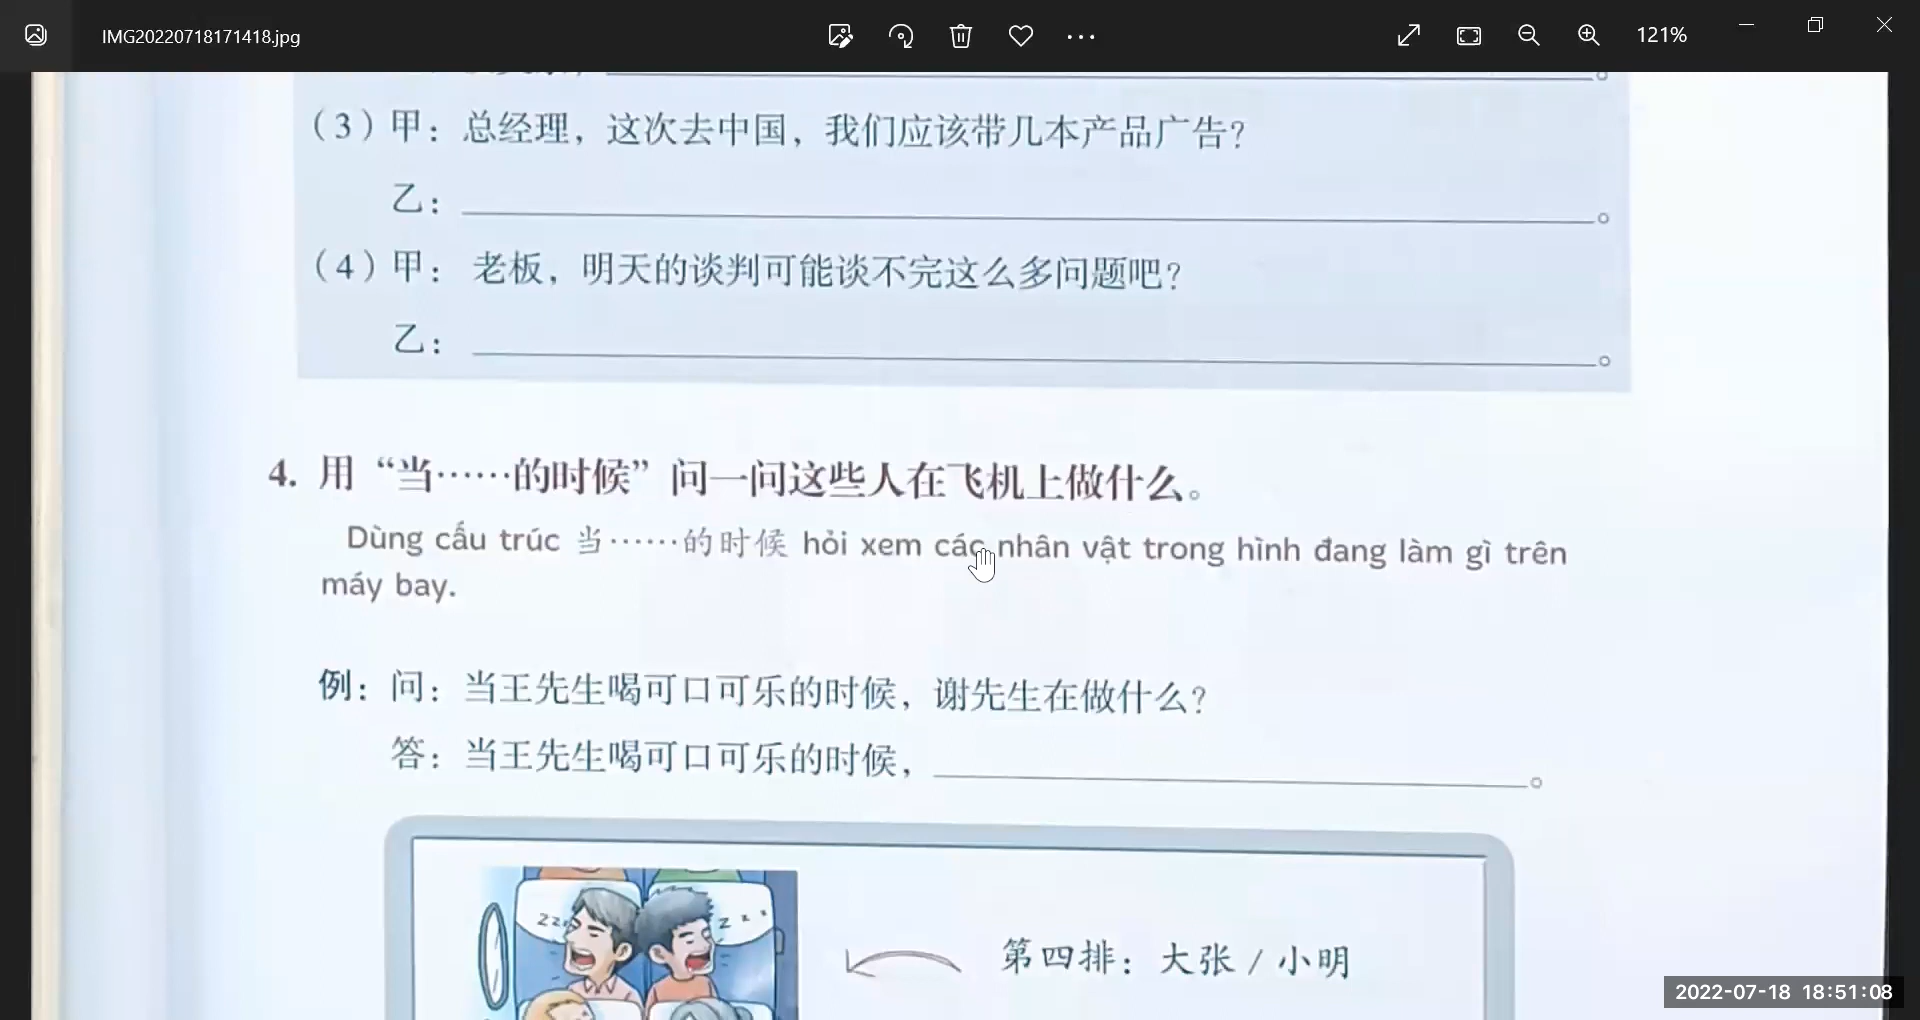 IMG20220718171418.jpg
121%
（3）甲：总经理，这次去中国，我们应该带几本产品广告？
乙：＿＿＿＿＿＿＿＿＿＿。
（4）甲：老板，明天的谈判可能谈不完这么多问题吧？
乙：＿＿＿＿＿＿＿＿＿＿。
4. 用“当……的时候”问一问这些人在飞机上做什么。
Dùng cấu trúc 当……的时候 hỏi xem các nhân vật trong hình đang làm gì trên
máy bay.
例：问：当王先生喝可口可乐的时候，谢先生在做什么？
答：当王先生喝可口可乐的时候，＿＿＿＿＿＿＿＿＿＿。
zzz
z z z
第四排：大张 / 小明
2022-07-18 18:51:08